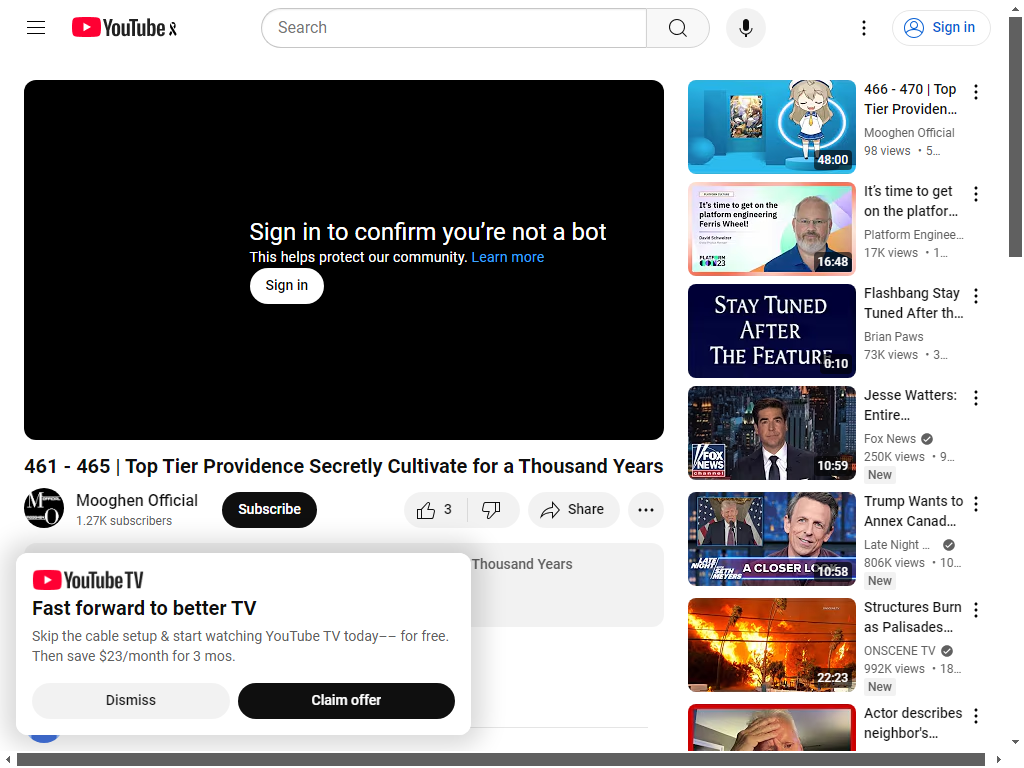 YouTube
Search
Sign in
Sign in to confirm you’re not a bot
This helps protect our community. Learn more
Sign in
461 - 465 | Top Tier Providence Secretly Cultivate for a Thousand Years
Mooghen Official
1.27K subscribers
Subscribe
3
Share
Thousand Years
YouTube TV
Fast forward to better TV
Skip the cable setup & start watching YouTube TV today–– for free.
Then save $23/month for 3 mos.
Dismiss
Claim offer
48:00
466 - 470 | Top
Tier Providen...
Mooghen Official
98 views • 5...
It's time to get on the
platform engineering
Ferris Wheel!
David Schweizer
16:48
It’s time to get
on the platfor...
Platform Enginee...
17K views • 1...
STAY TUNED
AFTER
THE FEATURE
0:10
Flashbang Stay
Tuned After th...
Brian Paws
73K views • 3...
FOX
NEWS
channel
10:59
Jesse Watters:
Entire...
Fox News
250K views • 9...
New
LATE NIGHT
SETH
MEYERS
A CLOSER LO
10:58
Trump Wants to
Annex Canad...
Late Night ...
806K views • 10...
New
22:23
Structures Burn
as Palisades...
ONSCENE TV
992K views • 18...
New
Actor describes
neighbor's...